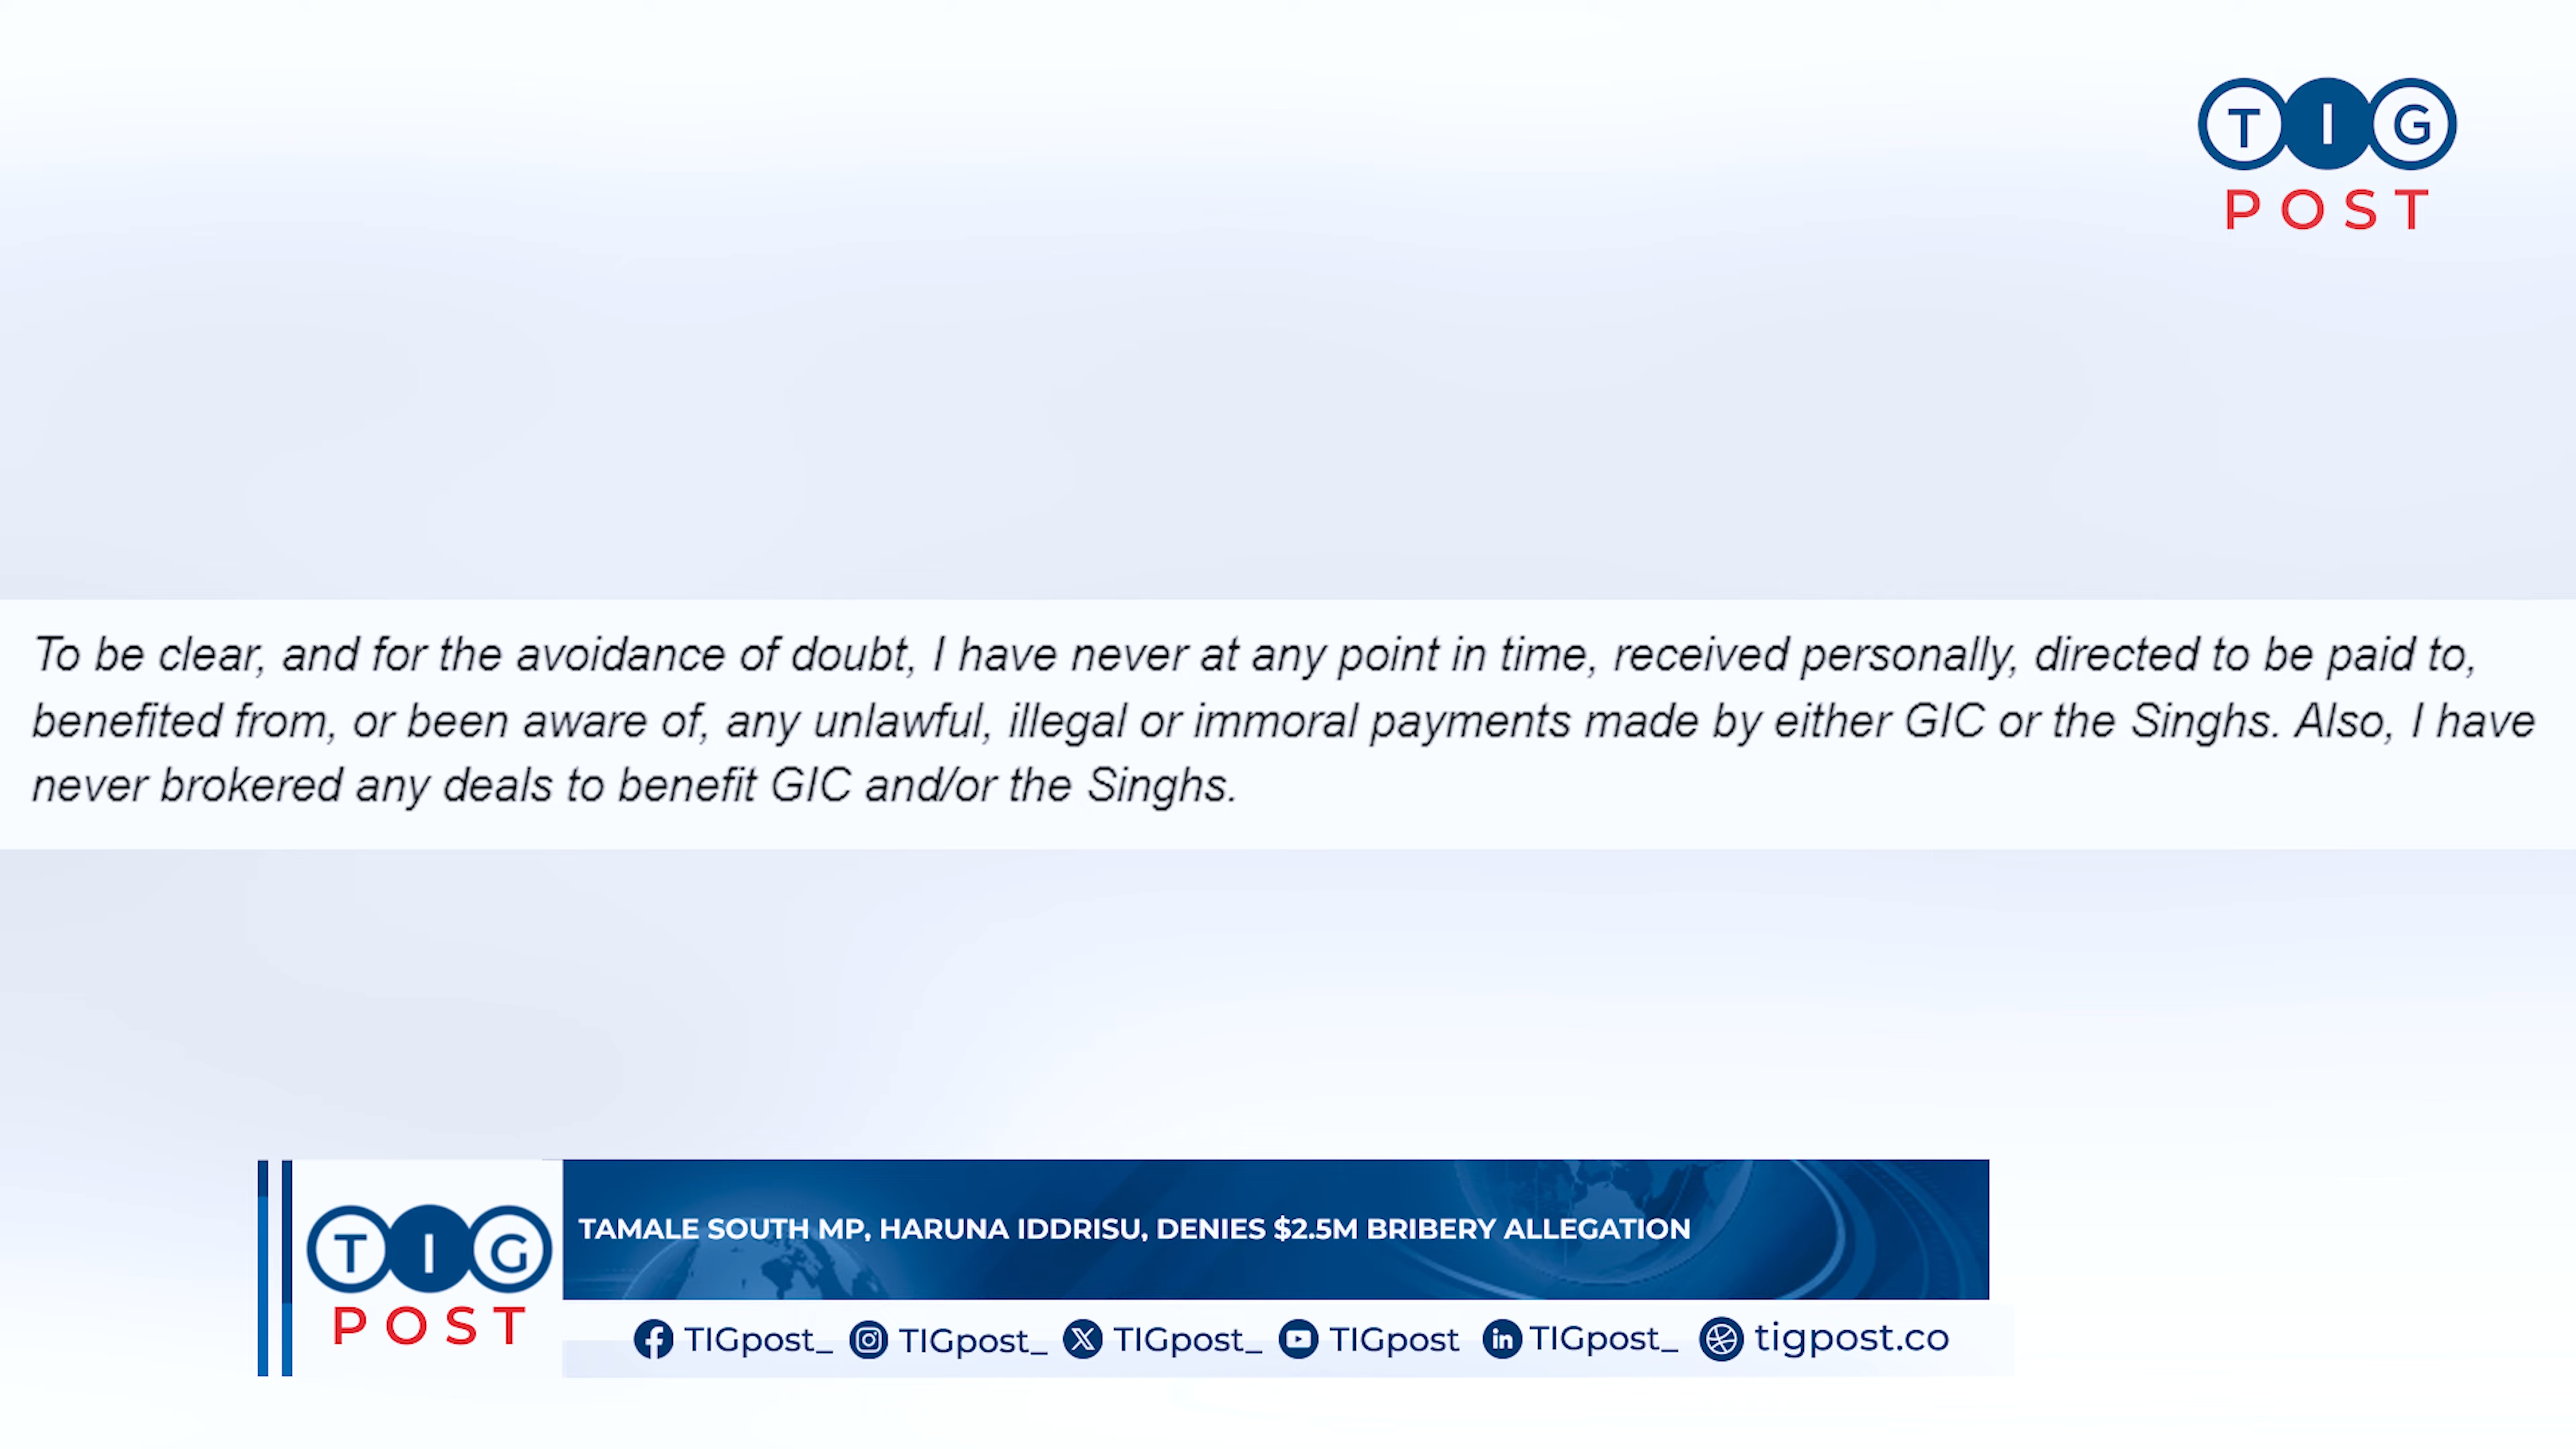 TIG
POST
To be clear, and for the avoidance of doubt, I have never at any point in time, received personally, directed to be paid to,
benefited from, or been aware of, any unlawful, illegal or immoral payments made by either GIC or the Singhs. Also, I have
never brokered any deals to benefit GIC and/or the Singhs.
TIG
POST
TAMALE SOUTH MP, HARUNA IDDRISU, DENIES $2.5M BRIBERY ALLEGATION
TIGpost_ TIGpost_ TIGpost_ TIGpost TIGpost_ tigpost.co